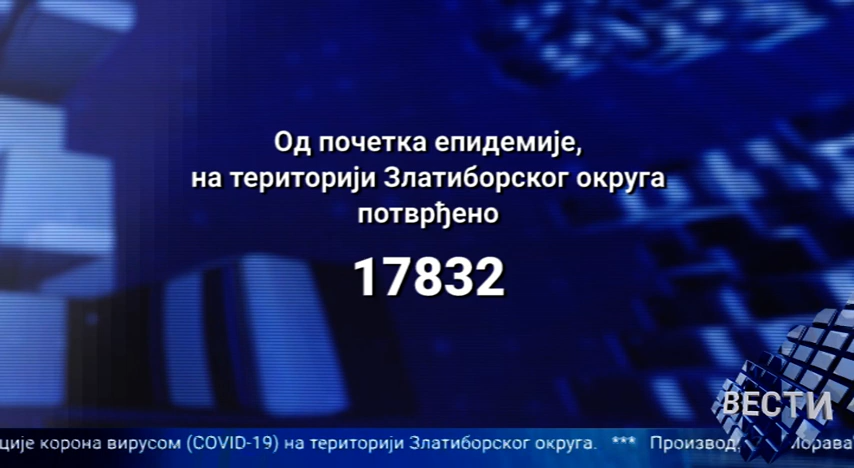 Од почетка епидемије,
на територији Златиборског округа
потврђено
17832
ВЕСТИ
ције корона вирусом (COVID-19) на територији Златиборског округа. ***